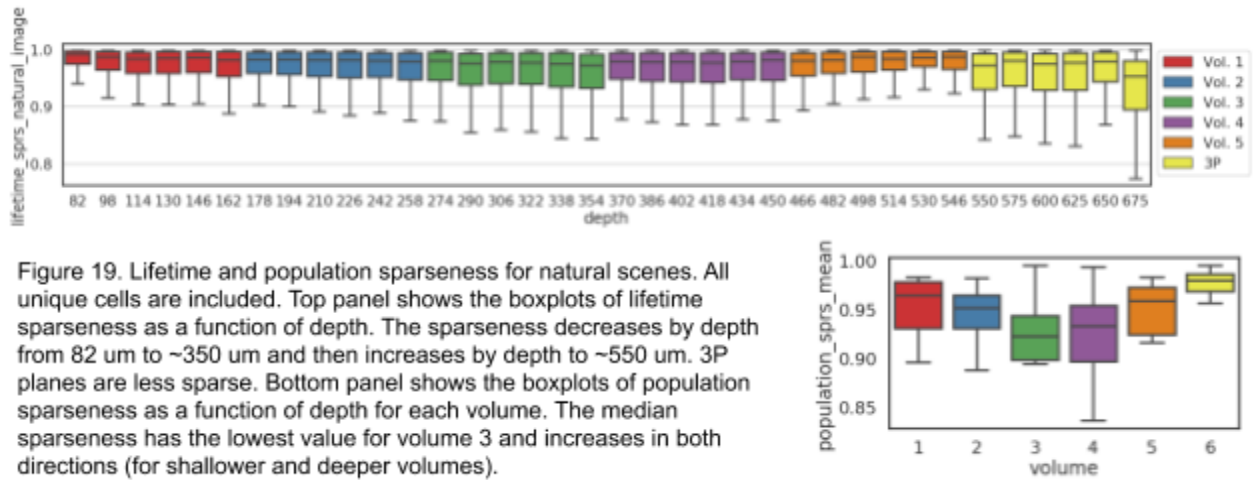 lifetime_sprs_natural_image
1.0
0.9
0.8
82 98 114 130 146 162 178 194 210 226 242 258 274 290 306 322 338 354 370 386 402 418 434 450 466 482 498 514 530 546 550 575 600 625 650 675
depth
Vol. 1
Vol. 2
Vol. 3
Vol. 4
Vol. 5
3P
Figure 19. Lifetime and population sparseness for natural scenes. All
unique cells are included. Top panel shows the boxplots of lifetime
sparseness as a function of depth. The sparseness decreases by depth
from 82 um to ~350 um and then increases by depth to ~550 um. 3P
planes are less sparse. Bottom panel shows the boxplots of population
sparseness as a function of depth for each volume. The median
sparseness has the lowest value for volume 3 and increases in both
directions (for shallower and deeper volumes).
population_sprs_mean
1.00
0.95
0.90
0.85
1 2 3 4 5 6
volume